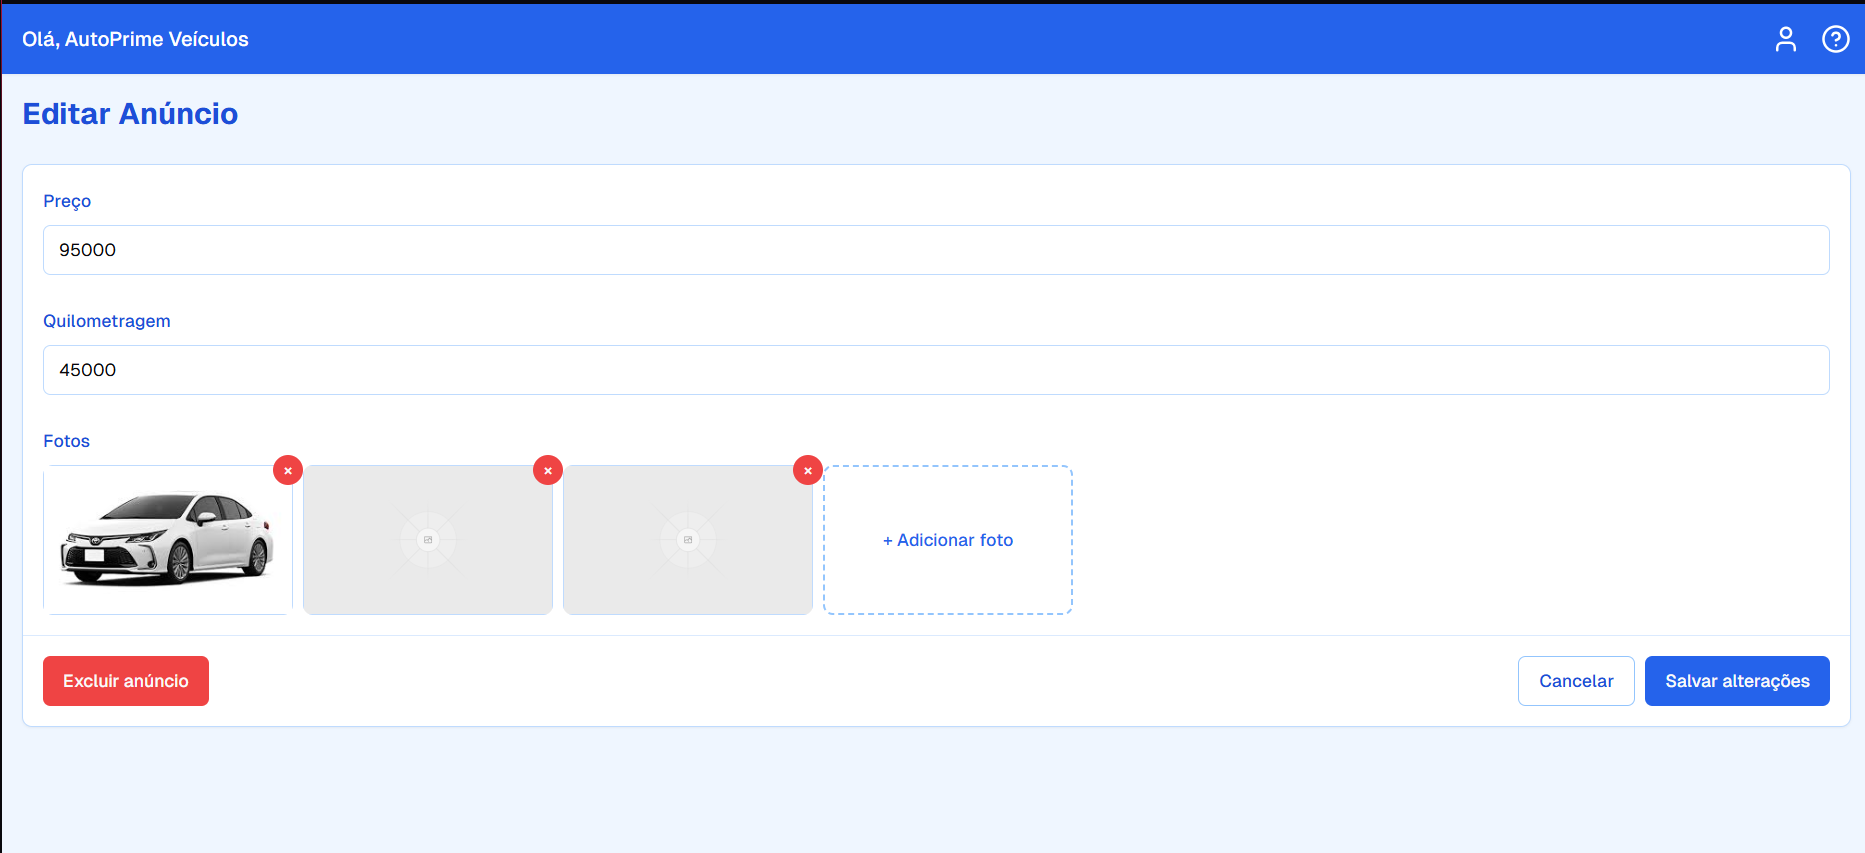 Olá, AutoPrime Veículos
Editar Anúncio
Preço
95000
Quilometragem
45000
Fotos
+ Adicionar foto
Excluir anúncio
Cancelar
Salvar alterações